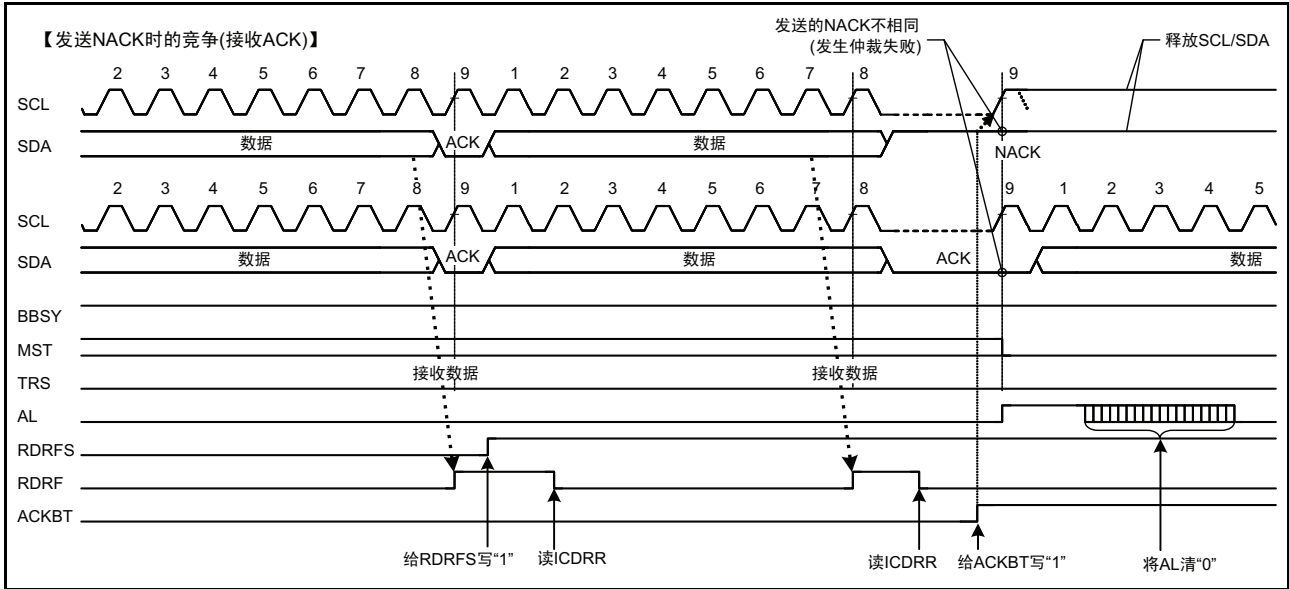 【发送NACK时的竞争(接收ACK)】
发送的NACK不相同
(发生仲裁失败)
释放SCL/SDA
2 3 4 5 6 7 8 9 1 2 3 4 5 6 7 8 9
SCL
SDA 数据 ACK 数据 NACK
2 3 4 5 6 7 8 9 1 2 3 4 5 6 7 8 9 1 2 3 4 5
SCL
SDA 数据 ACK 数据 ACK 数据
BBSY
MST
接收数据 接收数据
TRS
AL
RDRFS
RDRF
ACKBT
给RDRFS写“1” 读ICDRR 读ICDRR 给ACKBT写“1” 将AL清“0”